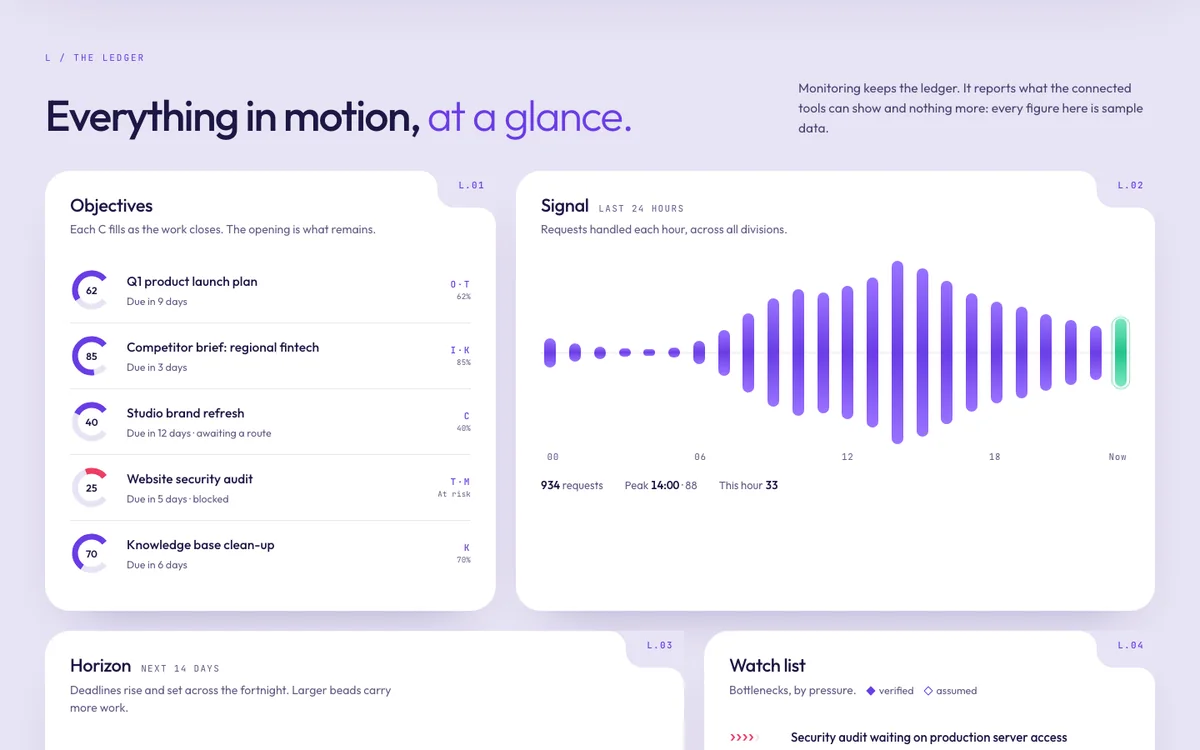 L / THE LEDGER
Everything in motion, at a glance.
Monitoring keeps the ledger. It reports what the connected
tools can show and nothing more: every figure here is sample
data.
L.01
Objectives
Each C fills as the work closes. The opening is what remains.
62
Q1 product launch plan
Due in 9 days
O·T
62%
85
Competitor brief: regional fintech
Due in 3 days
I·K
85%
40
Studio brand refresh
Due in 12 days · awaiting a route
C
40%
25
Website security audit
Due in 5 days · blocked
T·M
At risk
70
Knowledge base clean-up
Due in 6 days
K
70%
L.02
Signal LAST 24 HOURS
Requests handled each hour, across all divisions.
00 06 12 18 Now
934 requests Peak 14:00 · 88 This hour 33
L.03
Horizon NEXT 14 DAYS
Deadlines rise and set across the fortnight. Larger beads carry
more work.
L.04
Watch list
Bottlenecks, by pressure. verified assumed
Security audit waiting on production server access